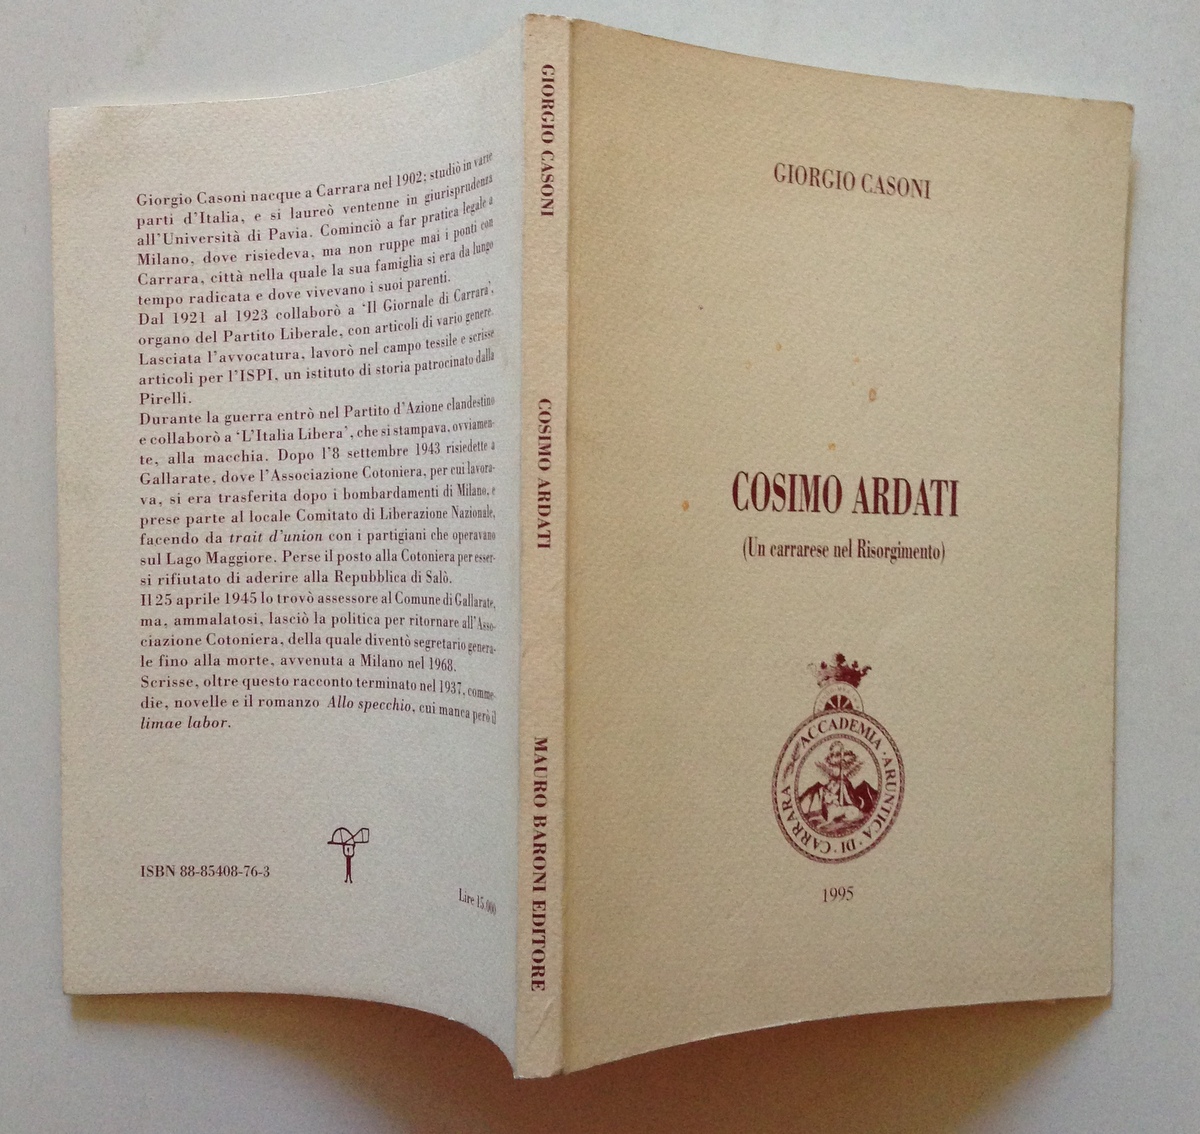 Giorgio Casoni nacque a Carrara nel 1902; studiò in varie
parti d'Italia, e si laureò ventenne in giurisprudenza
all'Università di Pavia. Cominciò a far pratica legale a
Milano, dove risiedeva, ma non ruppe mai i ponti con
Carrara, città nella quale la sua famiglia si era da lungo
tempo radicata e dove vivevano i suoi parenti.
Dal 1921 al 1923 collaborò a 'Il Giornale di Carrara',
organo del Partito Liberale, con articoli di vario genere.
Lasciata l'avvocatura, lavorò nel campo tessile e scrisse
articoli per l'ISPI, un istituto di storia patrocinato dalla
Pirelli.
Durante la guerra entrò nel Partito d'Azione clandestino
e collaborò a 'L'Italia Libera', che si stampava, ovviamen-
te, alla macchia. Dopo l'8 settembre 1943 risiedette a
Gallarate, dove l'Associazione Cotoniera, per cui lavora-
va, si era trasferita dopo i bombardamenti di Milano, e
prese parte al locale Comitato di Liberazione Nazionale,
facendo da trait d'union con i partigiani che operavano
sul Lago Maggiore. Perse il posto alla Cotoniera per esser-
si rifiutato di aderire alla Repubblica di Salò.
Il 25 aprile 1945 lo trovò assessore al Comune di Gallarate,
ma, ammalatosi, lasciò la politica per ritornare all'Asso-
ciazione Cotoniera, della quale diventò segretario genera-
le fino alla morte, avvenuta a Milano nel 1968.
Scrisse, oltre questo racconto terminato nel 1937, comme-
die, novelle e il romanzo Allo specchio, cui manca però il
limae labor.
ISBN 88-85408-76-3
Lire 15.000
GIORGIO CASONI
COSIMO ARDATI
MAURO BARONI EDITORE
GIORGIO CASONI
COSIMO ARDATI
(Un carrarese nel Risorgimento)
ACCADEMIA · ARUNTICA · DI · CARRARA
1995